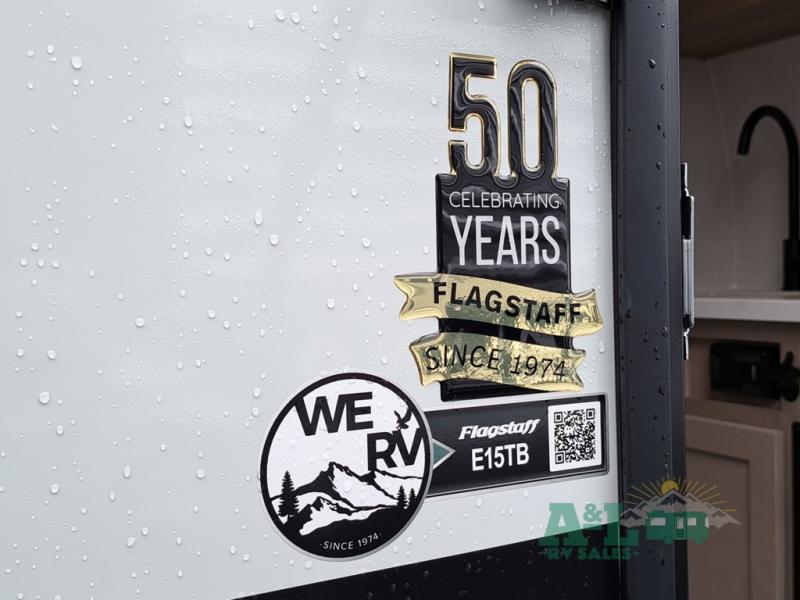 50
CELEBRATING
YEARS
FLAGSTAFF
SINCE 1974
WE
RV
·SINCE 1974·
Flagstaff
E15TB
A&L
RV SALES